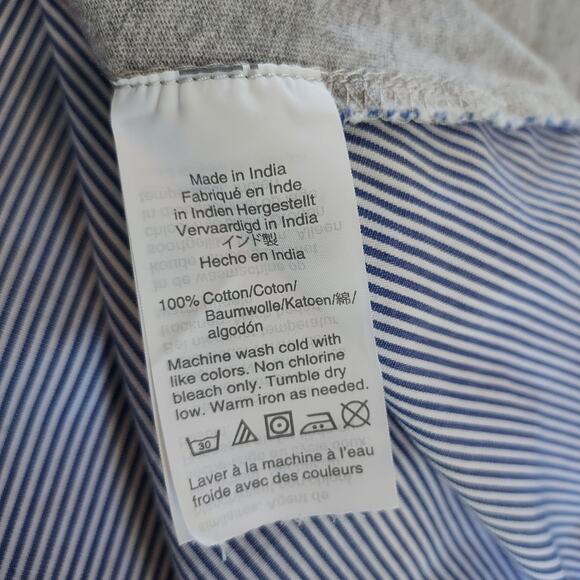 Made in India
Fabriqué en Inde
in Indien Hergestellt
Vervaardigd in India
インド製
Hecho en India
100% Cotton/Coton/
Baumwolle/Katoen/綿/
algodón
Machine wash cold with
like colors. Non chlorine
bleach only. Tumble dry
low. Warm iron as needed.
30
Laver à la machine à l'eau
froide avec des couleurs